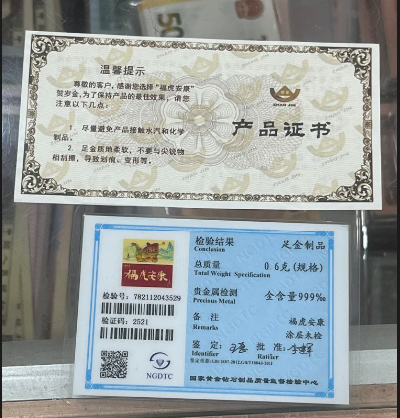 温馨提示
尊敬的客户,感谢您选择“福虎安康”
贺岁金,为了保持产品的最佳效果,请您
注意以下几点:
1. 尽量避免产品接触水汽和化学
制品。
2. 足金质地柔软,不要与尖锐物
相刮擦,导致划痕、变形等。
产品证书
福虎安康
检验号: 782112043529
验证码: 2521
NGDTC
检验结果 足金制品
Conclusion
总质量 0.6克(规格)
Total Weight Specification
贵金属检测 金含量999‰
Precious Metal
备注 福虎安康
Remarks 涂层未检
鉴定: 批准:
Identifier Ratifier
国家黄金钻石制品质量监督检验中心